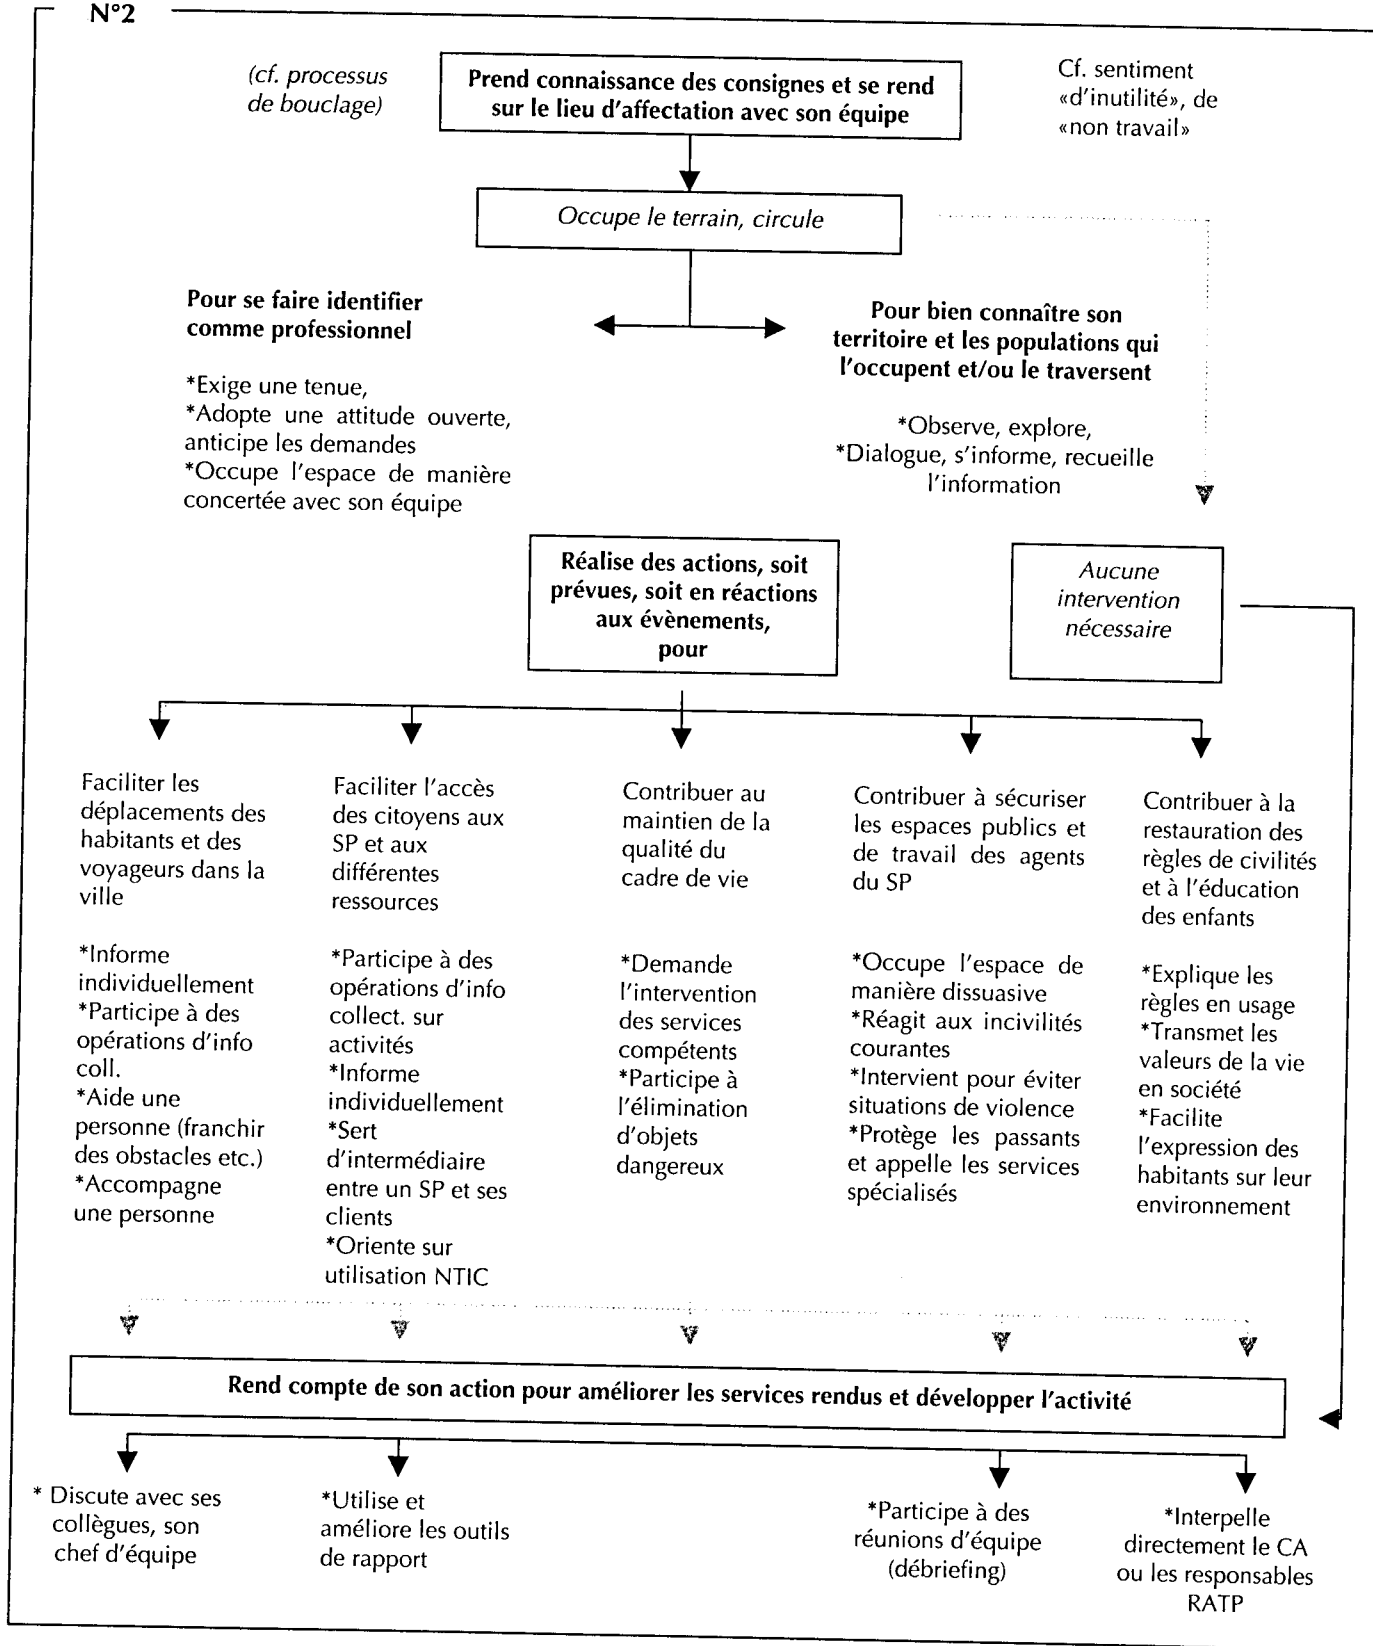 N°2
(cf. processus
de bouclage)
Prend connaissance des consignes et se rend
sur le lieu d'affectation avec son équipe
Cf. sentiment
«d'inutilité», de
«non travail»
Occupe le terrain, circule
Pour se faire identifier
comme professionnel
*Exige une tenue,
*Adopte une attitude ouverte,
anticipe les demandes
*Occupe l'espace de manière
concertée avec son équipe
Pour bien connaître son
territoire et les populations qui
l'occupent et/ou le traversent
*Observe, explore,
*Dialogue, s'informe, recueille
l'information
Réalise des actions, soit
prévues, soit en réactions
aux évènements,
pour
Aucune
intervention
nécessaire
Faciliter les
déplacements des
habitants et des
voyageurs dans la
ville
*Informe
individuellement
*Participe à des
opérations d'info
coll.
*Aide une
personne (franchir
des obstacles etc.)
*Accompagne
une personne
Faciliter l'accès
des citoyens aux
SP et aux
différentes
ressources
*Participe à des
opérations d'info
collect. sur
activités
*Informe
individuellement
*Sert
d'intermédiaire
entre un SP et ses
clients
*Oriente sur
utilisation NTIC
Contribuer au
maintien de la
qualité du
cadre de vie
*Demande
l'intervention
des services
compétents
*Participe à
l'élimination
d'objets
dangereux
Contribuer à sécuriser
les espaces publics et
de travail des agents
du SP
*Occupe l'espace de
manière dissuasive
*Réagit aux incivilités
courantes
*Intervient pour éviter
situations de violence
*Protège les passants
et appelle les services
spécialisés
Contribuer à la
restauration des
règles de civilités
et à l'éducation
des enfants
*Explique les
règles en usage
*Transmet les
valeurs de la vie
en société
*Facilite
l'expression des
habitants sur leur
environnement
Rend compte de son action pour améliorer les services rendus et développer l'activité
* Discute avec ses
collègues, son
chef d'équipe
*Utilise et
améliore les outils
de rapport
*Participe à des
réunions d'équipe
(débriefing)
*Interpelle
directement le CA
ou les responsables
RATP